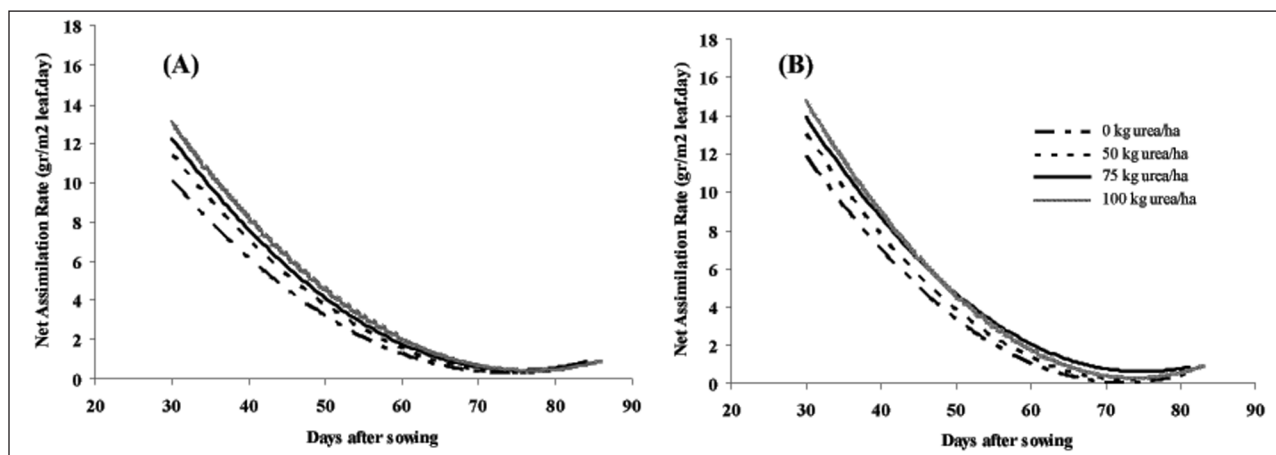 (A)
Net Assimilation Rate (gr/m2 leaf.day)
18
16
14
12
10
8
6
4
2
0
20 30 40 50 60 70 80 90
Days after sowing
(B)
Net Assimilation Rate (gr/m2 leaf.day)
18
16
14
12
10
8
6
4
2
0
0 kg urea/ha
50 kg urea/ha
75 kg urea/ha
100 kg urea/ha
20 30 40 50 60 70 80 90
Days after sowing